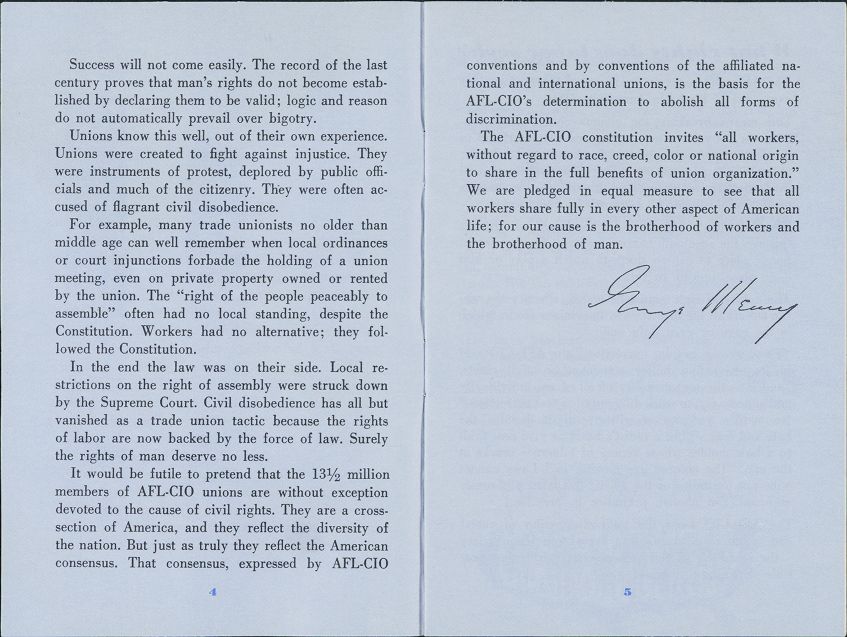 Success will not come easily. The record of the last
century proves that man's rights do not become estab-
lished by declaring them to be valid; logic and reason
do not automatically prevail over bigotry.
Unions know this well, out of their own experience.
Unions were created to fight against injustice. They
were instruments of protest, deplored by public offi-
cials and much of the citizenry. They were often ac-
cused of flagrant civil disobedience.
For example, many trade unionists no older than
middle age can well remember when local ordinances
or court injunctions forbade the holding of a union
meeting, even on private property owned or rented
by the union. The “right of the people peaceably to
assemble” often had no local standing, despite the
Constitution. Workers had no alternative; they fol-
lowed the Constitution.
In the end the law was on their side. Local re-
strictions on the right of assembly were struck down
by the Supreme Court. Civil disobedience has all but
vanished as a trade union tactic because the rights
of labor are now backed by the force of law. Surely
the rights of man deserve no less.
It would be futile to pretend that the 13½ million
members of AFL-CIO unions are without exception
devoted to the cause of civil rights. They are a cross-
section of America, and they reflect the diversity of
the nation. But just as truly they reflect the American
consensus. That consensus, expressed by AFL-CIO
4
conventions and by conventions of the affiliated na-
tional and international unions, is the basis for the
AFL-CIO's determination to abolish all forms of
discrimination.
The AFL-CIO constitution invites “all workers,
without regard to race, creed, color or national origin
to share in the full benefits of union organization.”
We are pledged in equal measure to see that all
workers share fully in every other aspect of American
life; for our cause is the brotherhood of workers and
the brotherhood of man.
George Meany
5